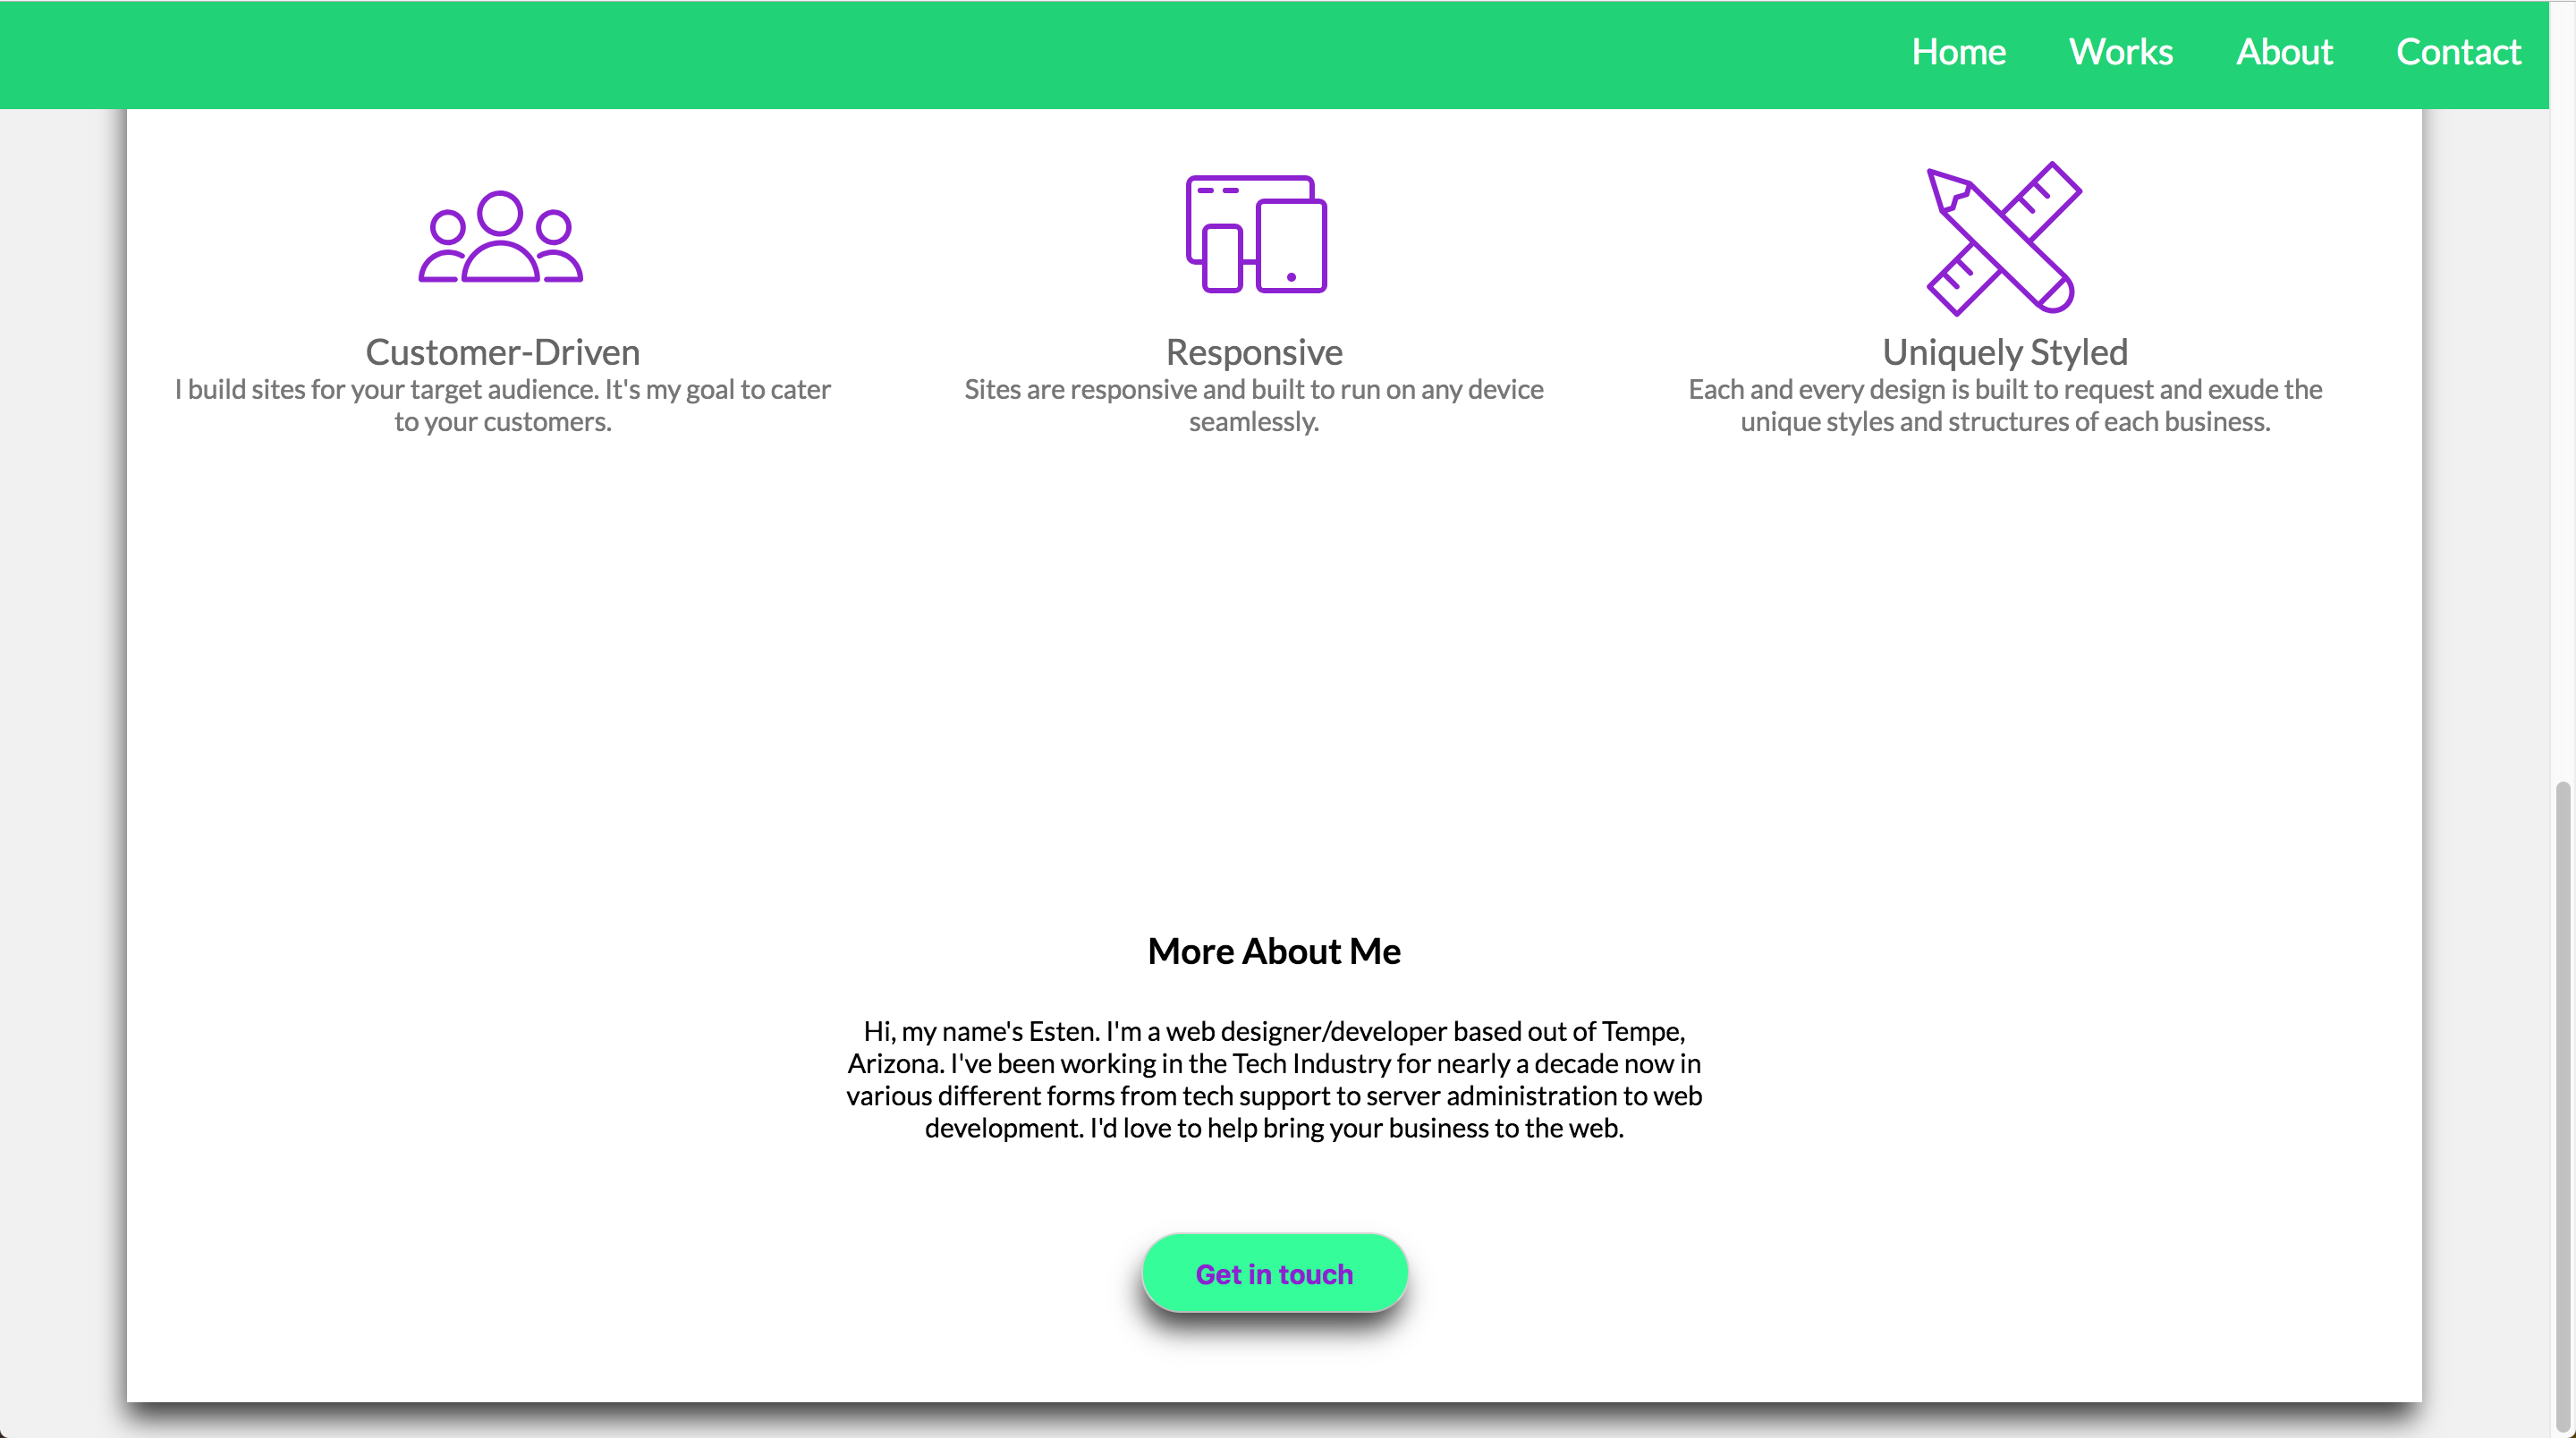 Home Works About Contact
Customer-Driven
I build sites for your target audience. It's my goal to cater
to your customers.
Responsive
Sites are responsive and built to run on any device
seamlessly.
Uniquely Styled
Each and every design is built to request and exude the
unique styles and structures of each business.
More About Me
Hi, my name's Esten. I'm a web designer/developer based out of Tempe,
Arizona. I've been working in the Tech Industry for nearly a decade now in
various different forms from tech support to server administration to web
development. I'd love to help bring your business to the web.
Get in touch